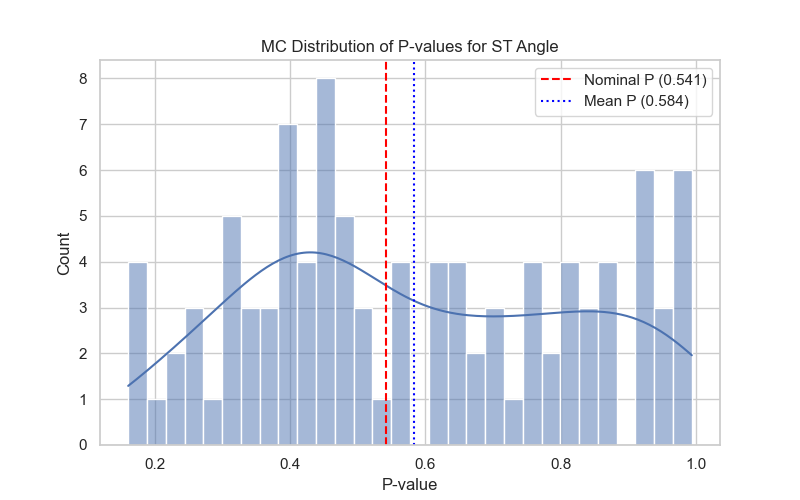 MC Distribution of P-values for ST Angle
Nominal P (0.541)
Mean P (0.584)
Count
8
7
6
5
4
3
2
1
0
0.2 0.4 0.6 0.8 1.0
P-value